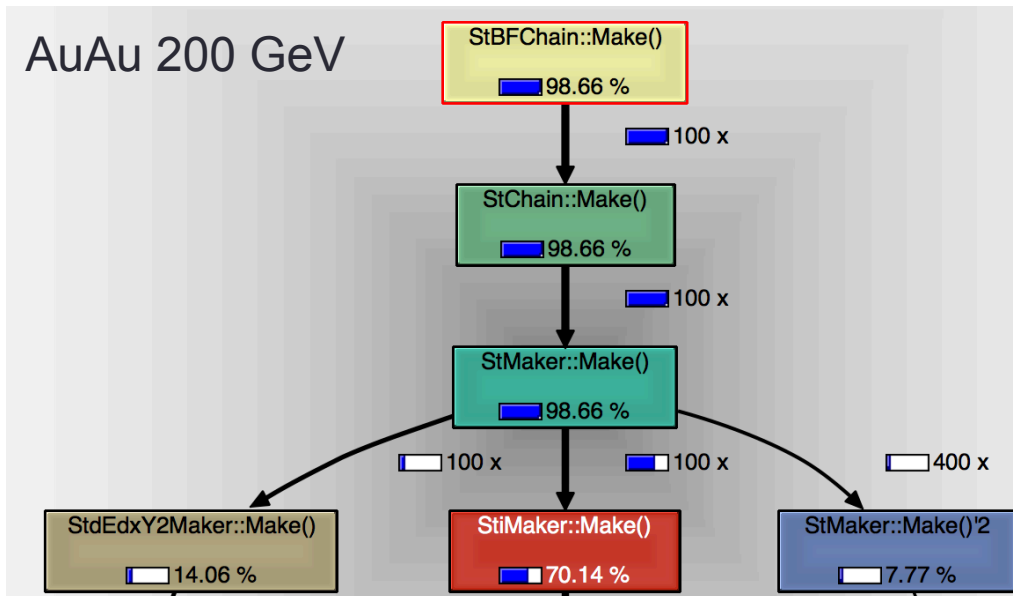 AuAu 200 GeV
StBFChain::Make()
98.66 %
100 x
StChain::Make()
98.66 %
100 x
StMaker::Make()
98.66 %
100 x
100 x
400 x
StdEdxY2Maker::Make()
14.06 %
StiMaker::Make()
70.14 %
StMaker::Make()'2
7.77 %